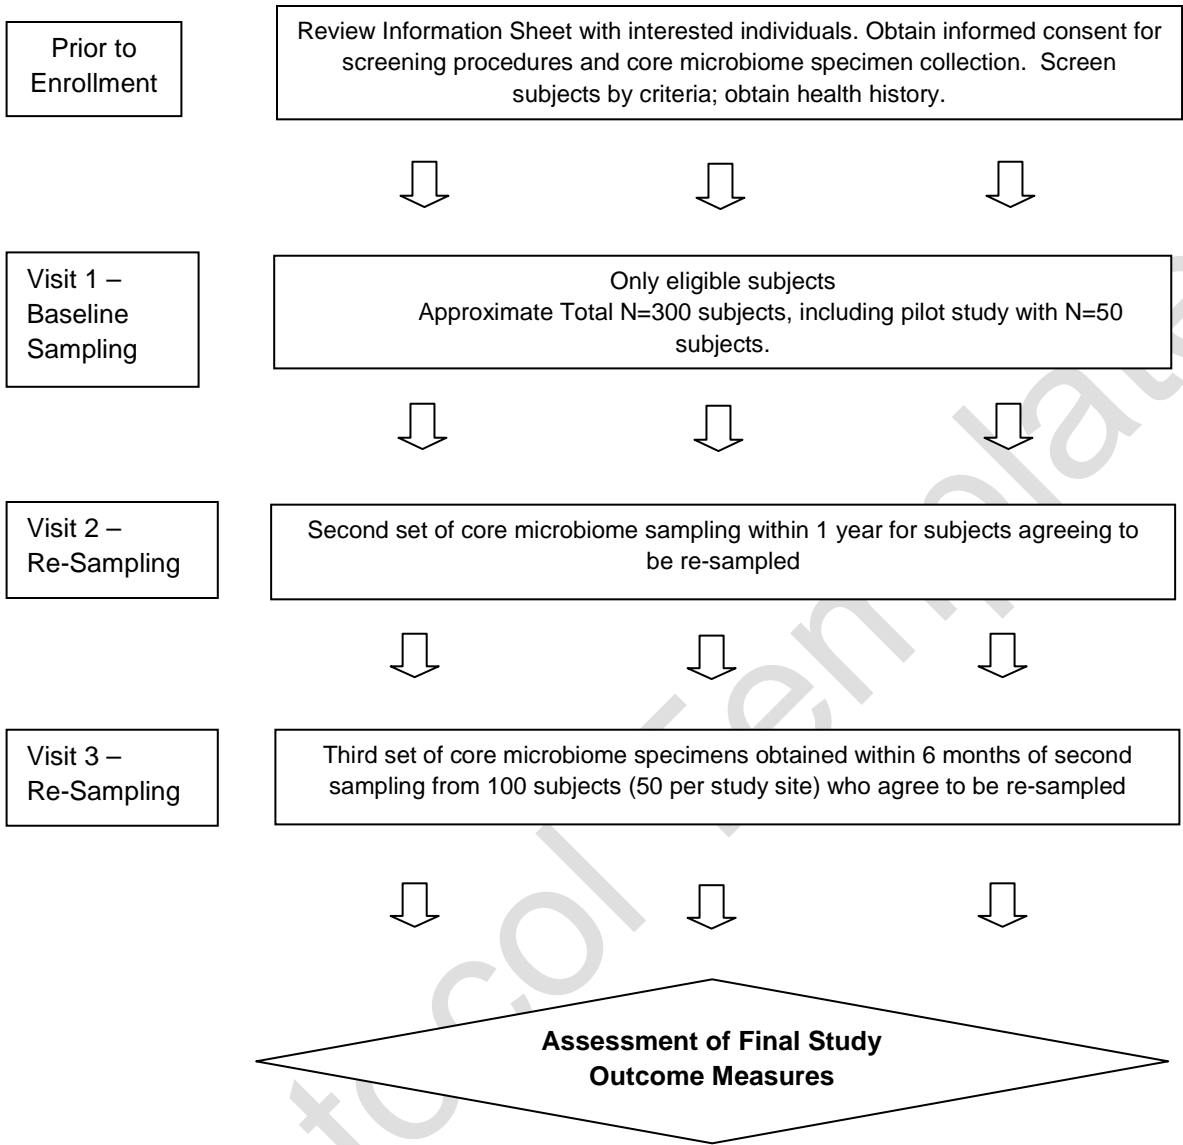 Prior to
Enrollment
Review Information Sheet with interested individuals. Obtain informed consent for
screening procedures and core microbiome specimen collection.  Screen
subjects by criteria; obtain health history.
Visit 1 –
Baseline
Sampling
Only eligible subjects
Approximate Total N=300 subjects, including pilot study with N=50
subjects.
Visit 2 –
Re-Sampling
Second set of core microbiome sampling within 1 year for subjects agreeing to
be re-sampled
Visit 3 –
Re-Sampling
Third set of core microbiome specimens obtained within 6 months of second
sampling from 100 subjects (50 per study site) who agree to be re-sampled
Assessment of Final Study
Outcome Measures